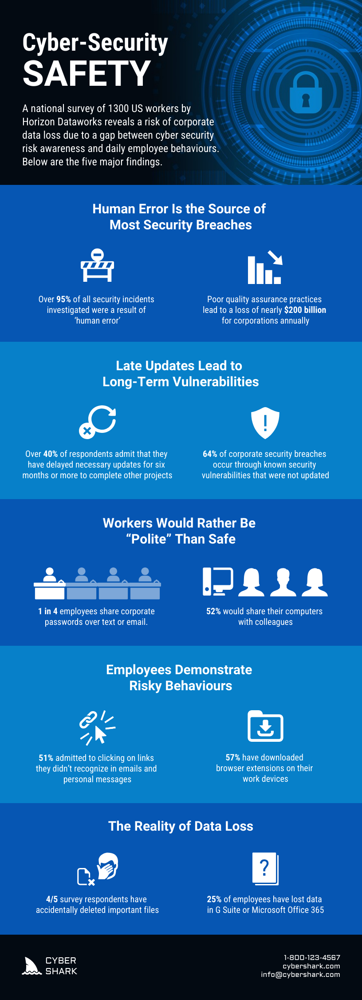 Cyber-Security
SAFETY
A national survey of 1300 US workers by
Horizon Dataworks reveals a risk of corporate
data loss due to a gap between cyber security
risk awareness and daily employee behaviours.
Below are the five major findings.
Human Error Is the Source of
Most Security Breaches
Over 95% of all security incidents
investigated were a result of
‘human error’
Poor quality assurance practices
lead to a loss of nearly $200 billion
for corporations annually
Late Updates Lead to
Long-Term Vulnerabilities
Over 40% of respondents admit that they
have delayed necessary updates for six
months or more to complete other projects
64% of corporate security breaches
occur through known security
vulnerabilities that were not updated
Workers Would Rather Be
“Polite” Than Safe
1 in 4 employees share corporate
passwords over text or email.
52% would share their computers
with colleagues
Employees Demonstrate
Risky Behaviours
51% admitted to clicking on links
they didn’t recognize in emails and
personal messages
57% have downloaded
browser extensions on their
work devices
The Reality of Data Loss
4/5 survey respondents have
accidentally deleted important files
?
25% of employees have lost data
in G Suite or Microsoft Office 365
CYBER
SHARK
1-800-123-4567
cybershark.com
info@cybershark.com